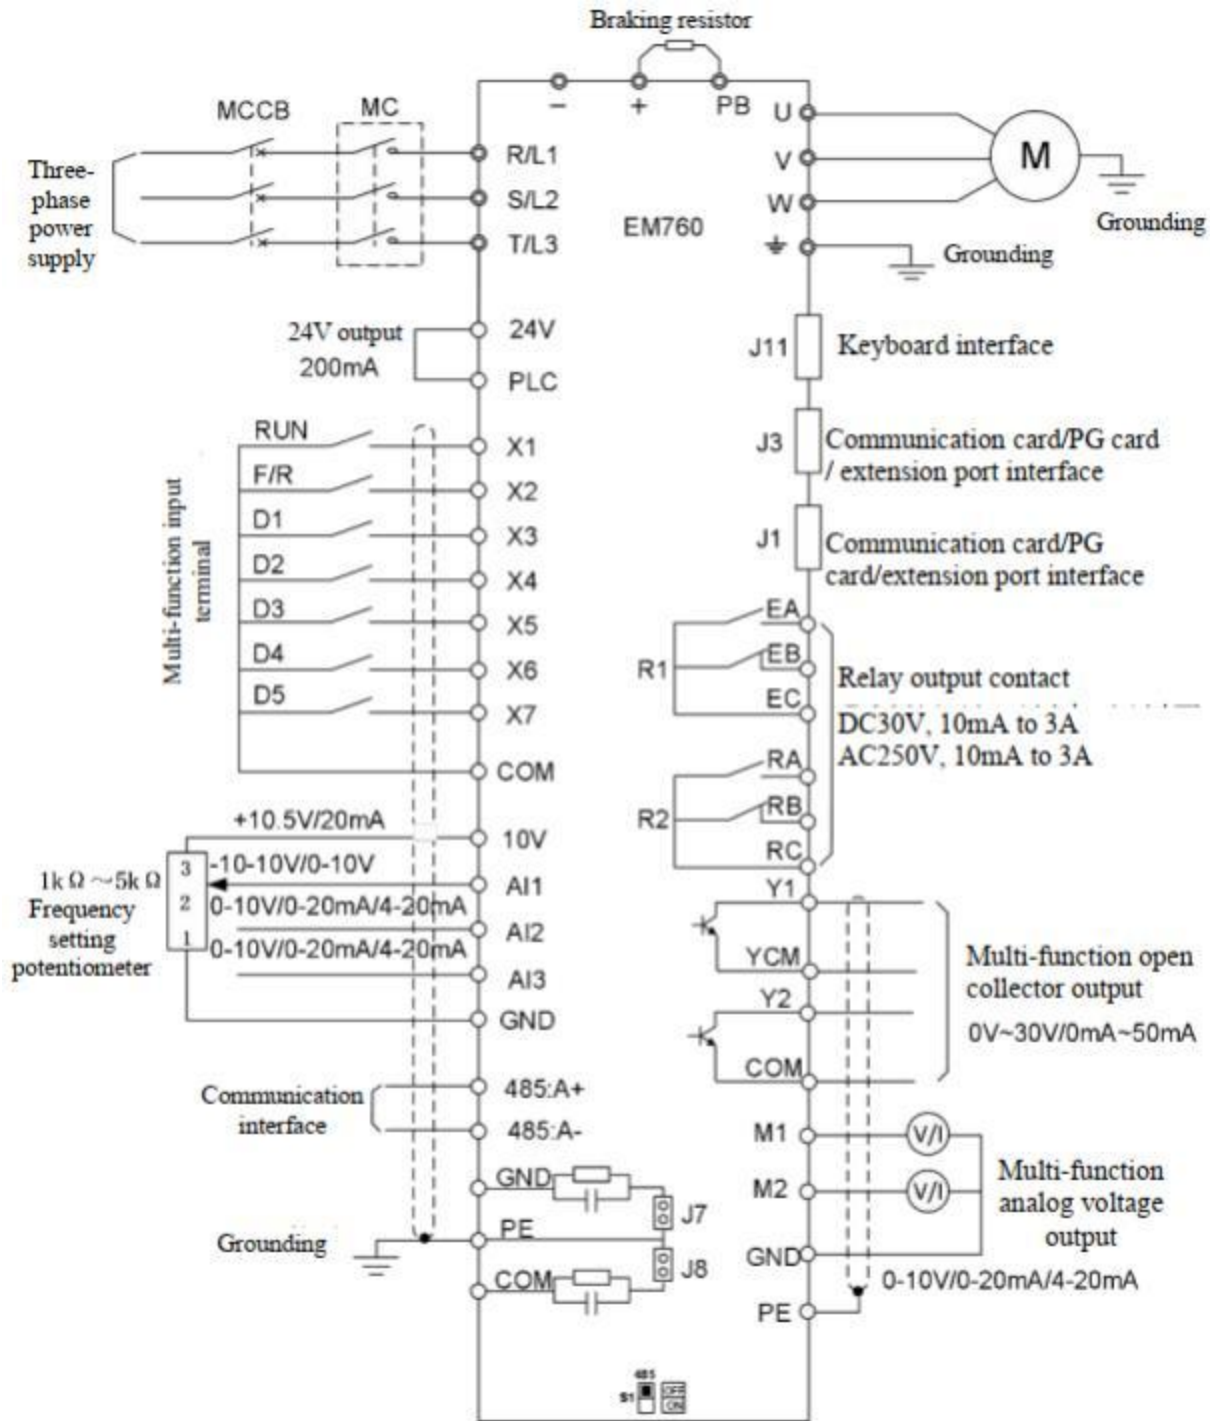 Braking resistor
MCCB
MC
−
+
PB
U
V
W
M
Three-
phase
power
supply
R/L1
S/L2
T/L3
EM760
Grounding
Grounding
24V output
200mA
24V
PLC
J11
Keyboard interface
J3
Communication card/PG card
/ extension port interface
J1
Communication card/PG
card/extension port interface
Multi-function input
terminal
RUN
F/R
D1
D2
D3
D4
D5
X1
X2
X3
X4
X5
X6
X7
COM
R1
EA
EB
EC
R2
RA
RB
RC
Relay output contact
DC30V, 10mA to 3A
AC250V, 10mA to 3A
+10.5V/20mA
10V
-10-10V/0-10V
AI1
0-10V/0-20mA/4-20mA
AI2
0-10V/0-20mA/4-20mA
AI3
GND
3
2
1
1k Ω ~5k Ω
Frequency
setting
potentiometer
Y1
YCM
Y2
COM
Multi-function open
collector output
0V~30V/0mA~50mA
Communication
interface
485:A+
485:A-
M1
V/I
M2
V/I
GND
PE
Multi-function
analog voltage
output
0-10V/0-20mA/4-20mA
GND
J7
PE
Grounding
J8
COM
485
S1
OFF
ON